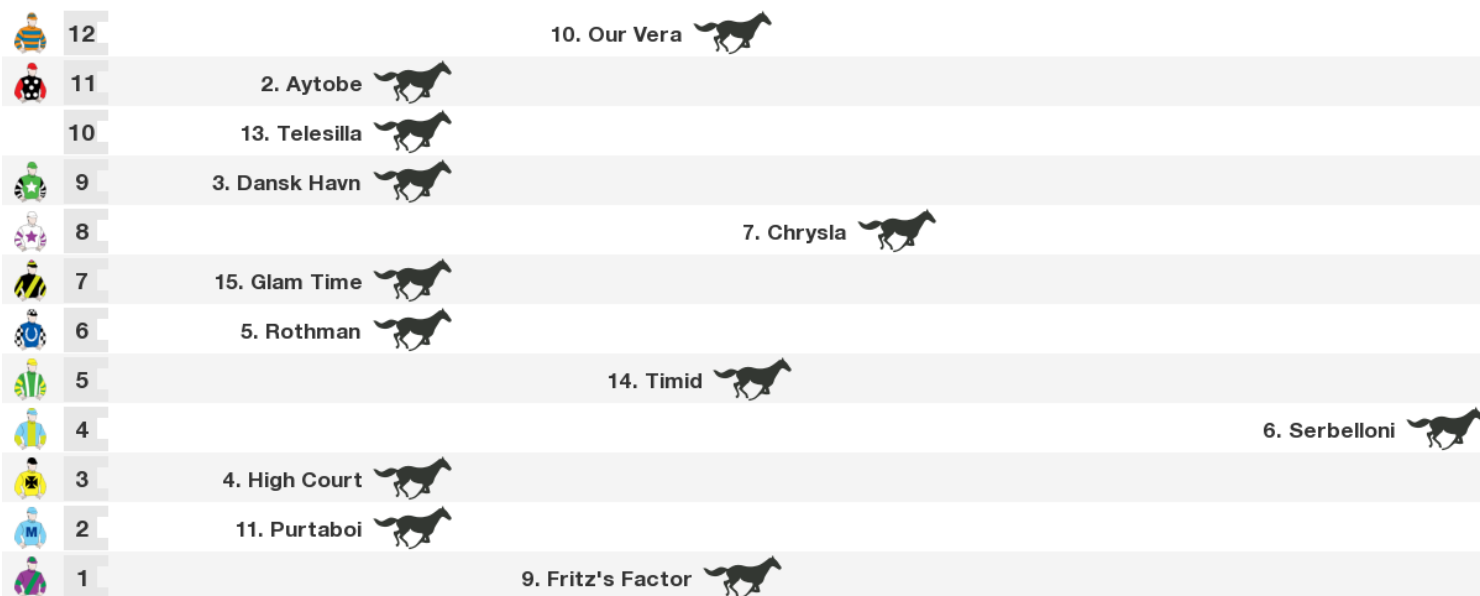 12 10. Our Vera
11 2. Aytobe
10 13. Telesilla
9 3. Dansk Havn
8 7. Chrysla
7 15. Glam Time
6 5. Rothman
5 14. Timid
4 6. Serbelloni
3 4. High Court
M 2 11. Purtaboi
1 9. Fritz's Factor